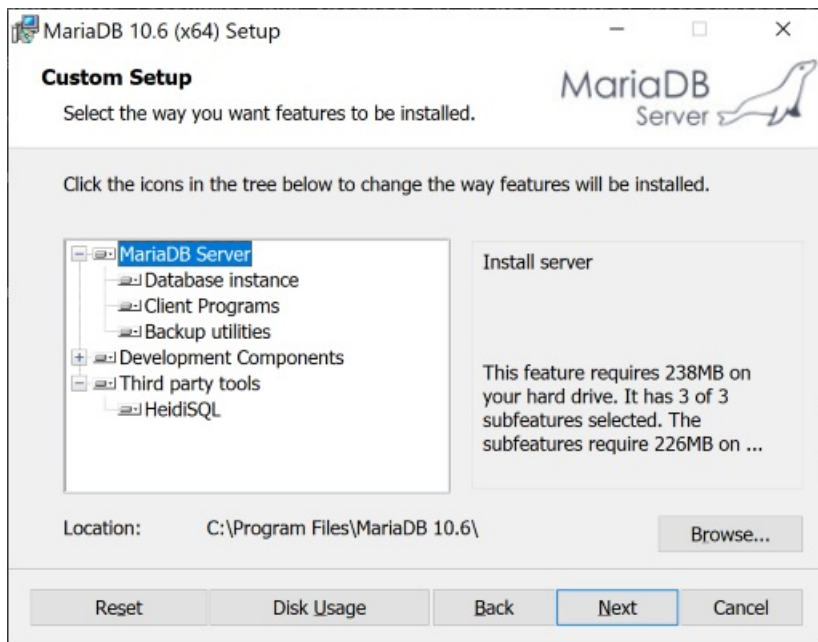 MariaDB 10.6 (x64) Setup
Custom Setup
Select the way you want features to be installed.
MariaDB
Server
Click the icons in the tree below to change the way features will be installed.
MariaDB Server
Database instance
Client Programs
Backup utilities
Development Components
Third party tools
HeidiSQL
Install server
This feature requires 238MB on
your hard drive. It has 3 of 3
subfeatures selected. The
subfeatures require 226MB on ...
Location: C:\Program Files\MariaDB 10.6\
Browse...
Reset Disk Usage Back Next Cancel